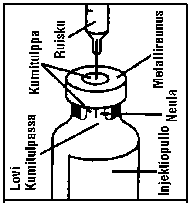 Kumitulppa
Ruisku
Metallireunus
Neula
Injektiopullo
Lovi
Kumitulpassa